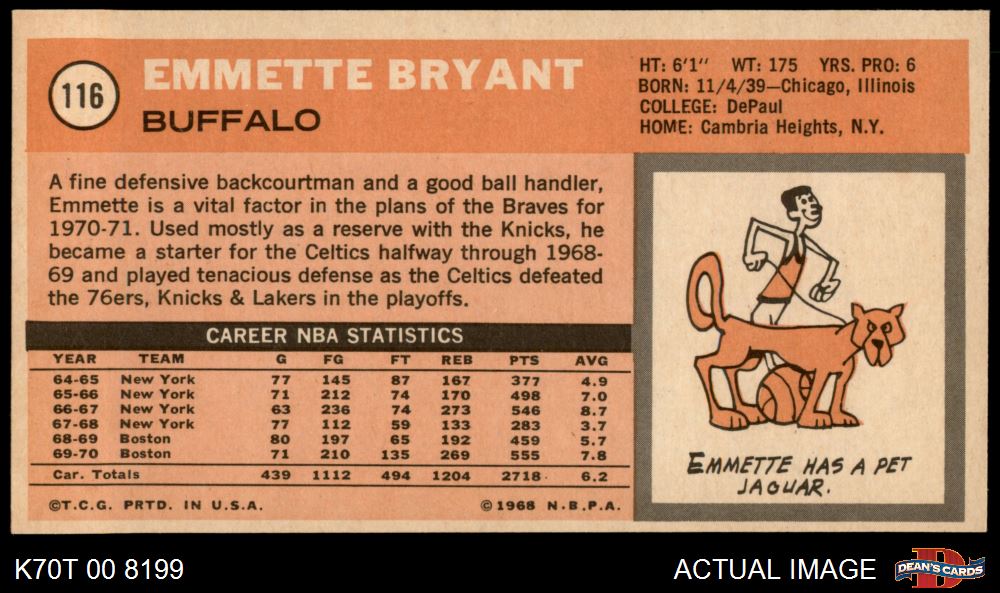 116
EMMETTE BRYANT
BUFFALO
HT: 6'1" WT: 175 YRS. PRO: 6
BORN: 11/4/39—Chicago, Illinois
COLLEGE: DePaul
HOME: Cambria Heights, N.Y.
A fine defensive backcourtman and a good ball handler,
Emmette is a vital factor in the plans of the Braves for
1970-71. Used mostly as a reserve with the Knicks, he
became a starter for the Celtics halfway through 1968-
69 and played tenacious defense as the Celtics defeated
the 76ers, Knicks & Lakers in the playoffs.
CAREER NBA STATISTICS
YEAR TEAM G FG FT REB PTS AVG
64-65 New York 77 145 87 167 377 4.9
65-66 New York 71 212 74 170 498 7.0
66-67 New York 63 236 74 273 546 8.7
67-68 New York 77 112 59 133 283 3.7
68-69 Boston 80 197 65 192 459 5.7
69-70 Boston 71 210 135 269 555 7.8
Car. Totals 439 1112 494 1204 2718 6.2
©T.C.G. PRTD. IN U.S.A. ©1968 N.B.P.A.
EMMETTE HAS A PET
JAGUAR.
K70T 00 8199
ACTUAL IMAGE
DEAN'S CARDS